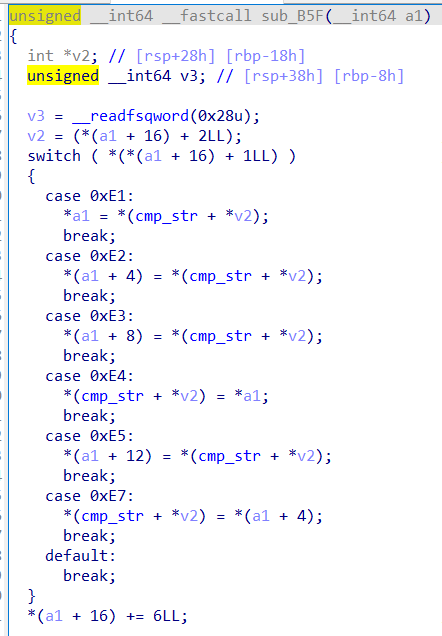 unsigned __int64 __fastcall sub_B5F(__int64 a1)
{
  int *v2; // [rsp+28h] [rbp-18h]
  unsigned __int64 v3; // [rsp+38h] [rbp-8h]

  v3 = __readfsqword(0x28u);
  v2 = (*(a1 + 16) + 2LL);
  switch ( *(*(a1 + 16) + 1LL) )
  {
    case 0xE1:
      *a1 = *(cmp_str + *v2);
      break;
    case 0xE2:
      *(a1 + 4) = *(cmp_str + *v2);
      break;
    case 0xE3:
      *(a1 + 8) = *(cmp_str + *v2);
      break;
    case 0xE4:
      *(cmp_str + *v2) = *a1;
      break;
    case 0xE5:
      *(a1 + 12) = *(cmp_str + *v2);
      break;
    case 0xE7:
      *(cmp_str + *v2) = *(a1 + 4);
      break;
    default:
      break;
  }
  *(a1 + 16) += 6LL;